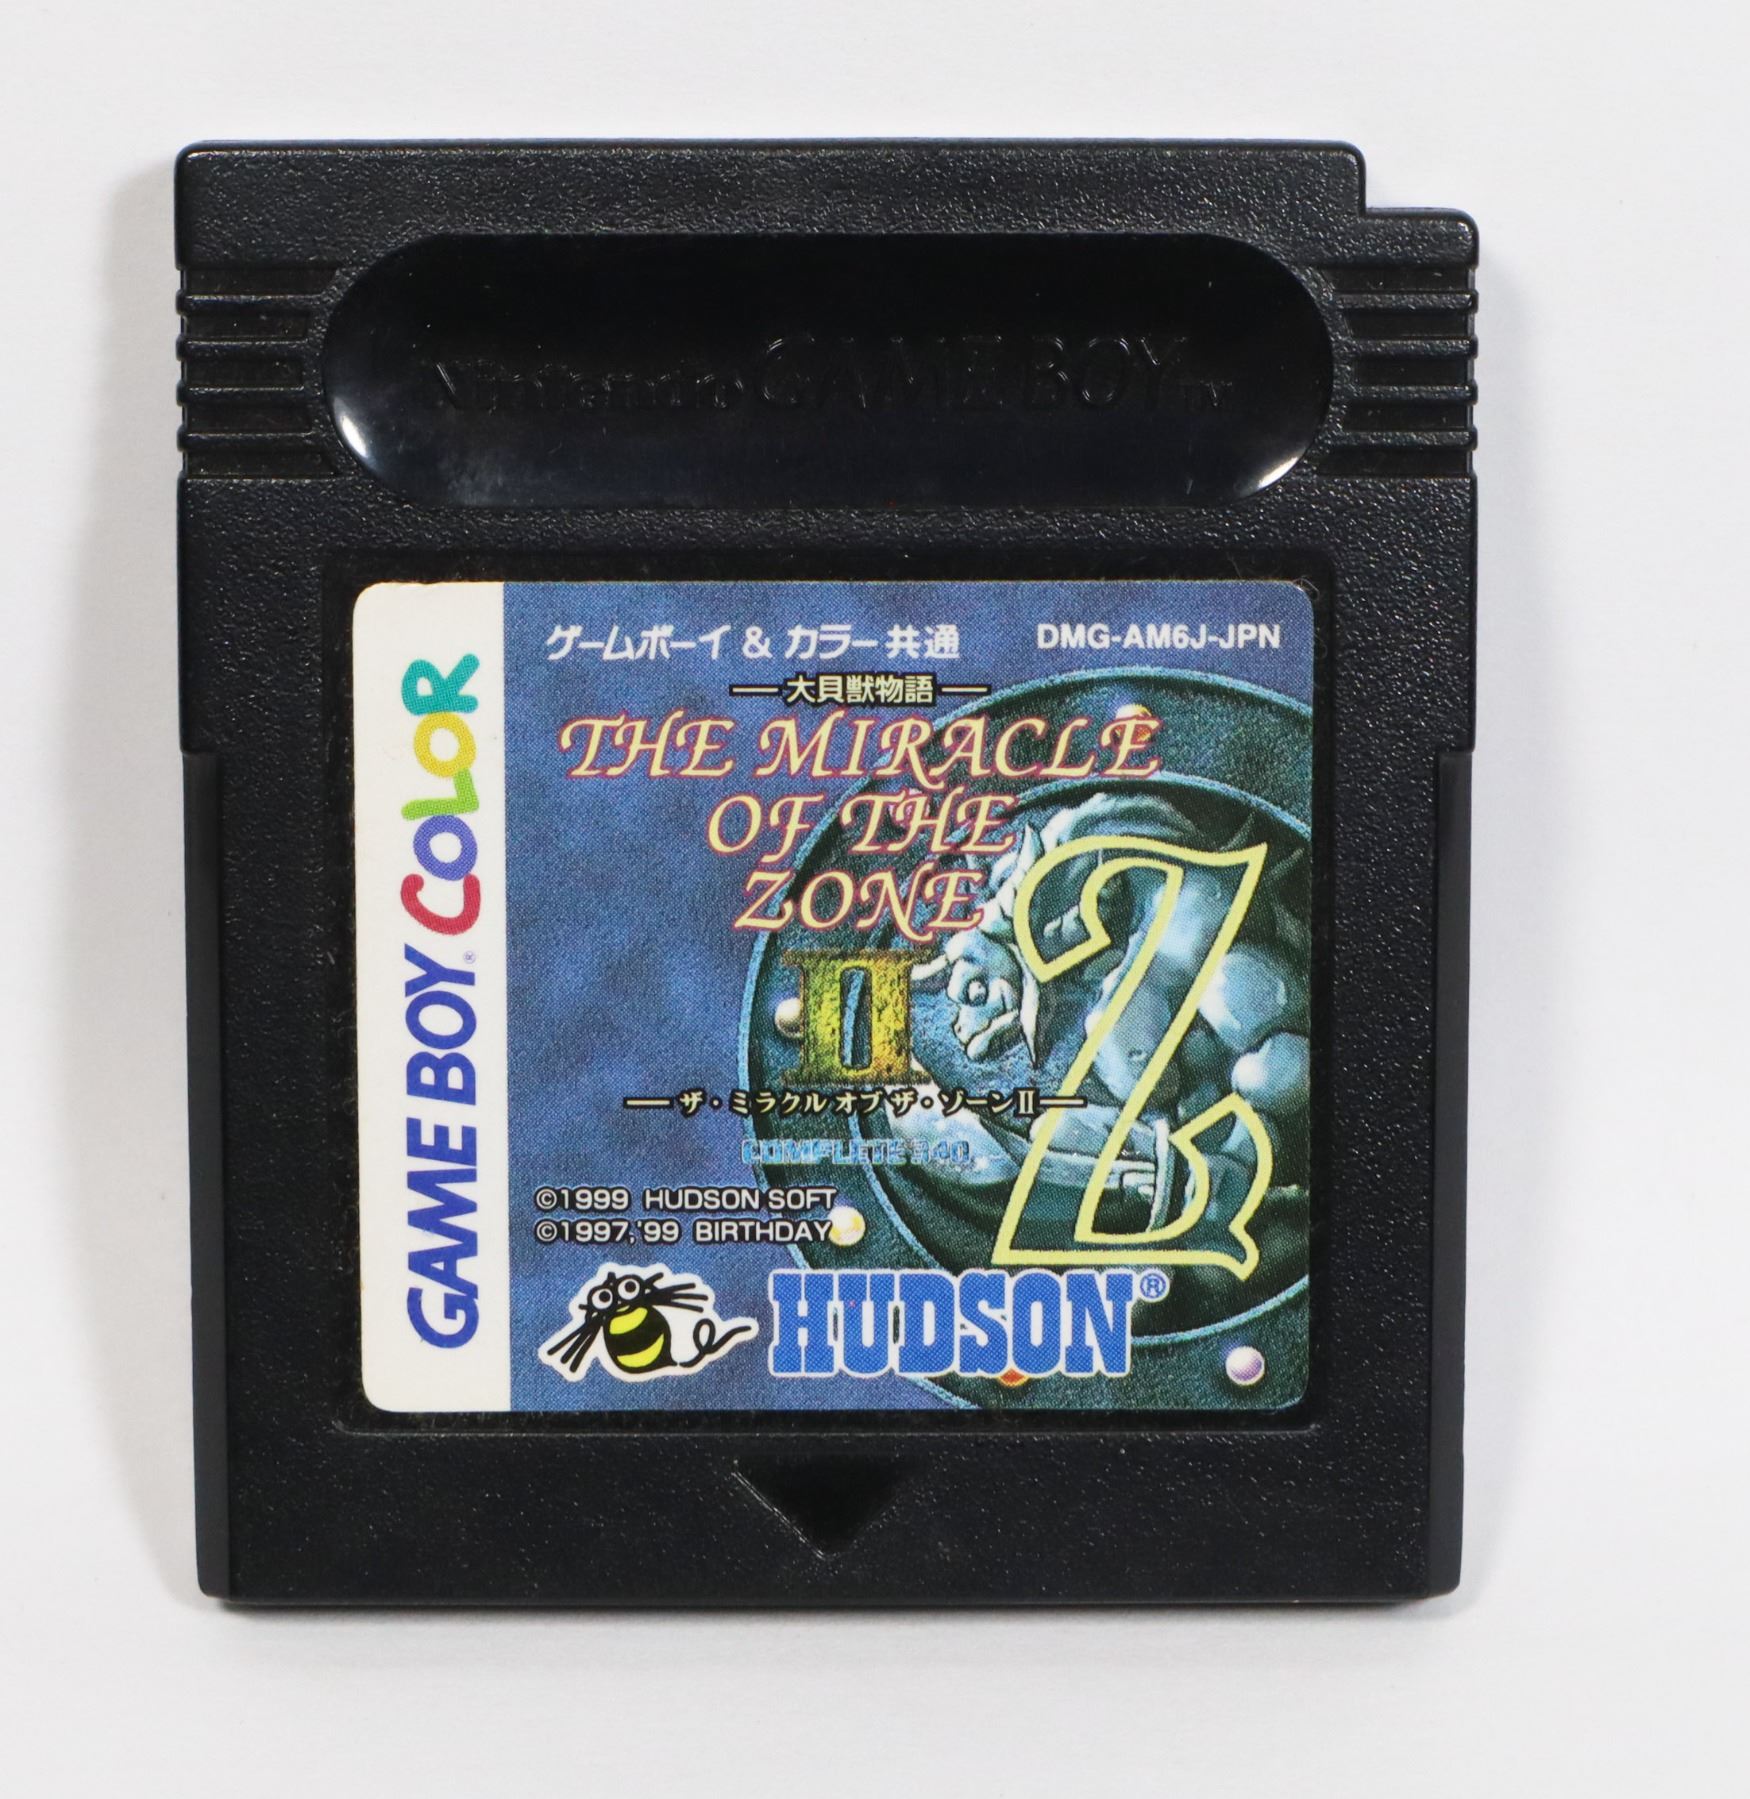 Nintendo GAME BOY TM
GAME BOY® COLOR
ゲームボーイ & カラー共通 DMG-AM6J-JPN
大貝獣物語
THE MIRACLE
OF THE
ZONE
II
Z
ザ・ミラクルオブザ・ゾーンII
COMPLETE 340
©1999 HUDSON SOFT
©1997,'99 BIRTHDAY
HUDSON®